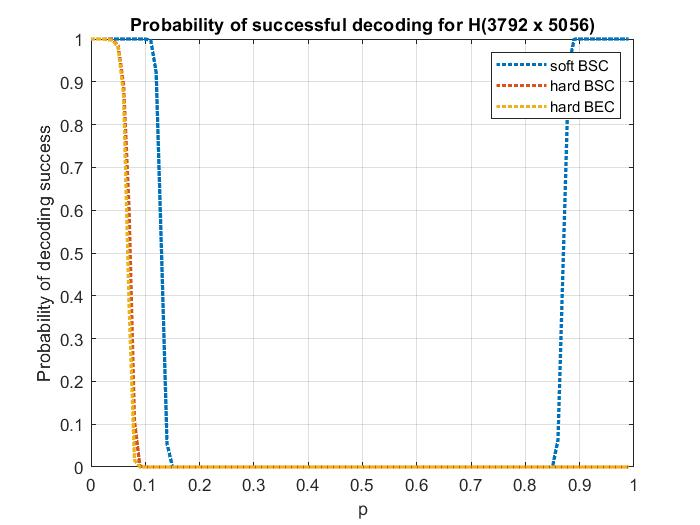 Probability of successful decoding for H(3792 x 5056)
1
0.9
0.8
0.7
0.6
0.5
0.4
0.3
0.2
0.1
0
Probability of decoding success
soft BSC
hard BSC
hard BEC
0 0.1 0.2 0.3 0.4 0.5 0.6 0.7 0.8 0.9 1
p